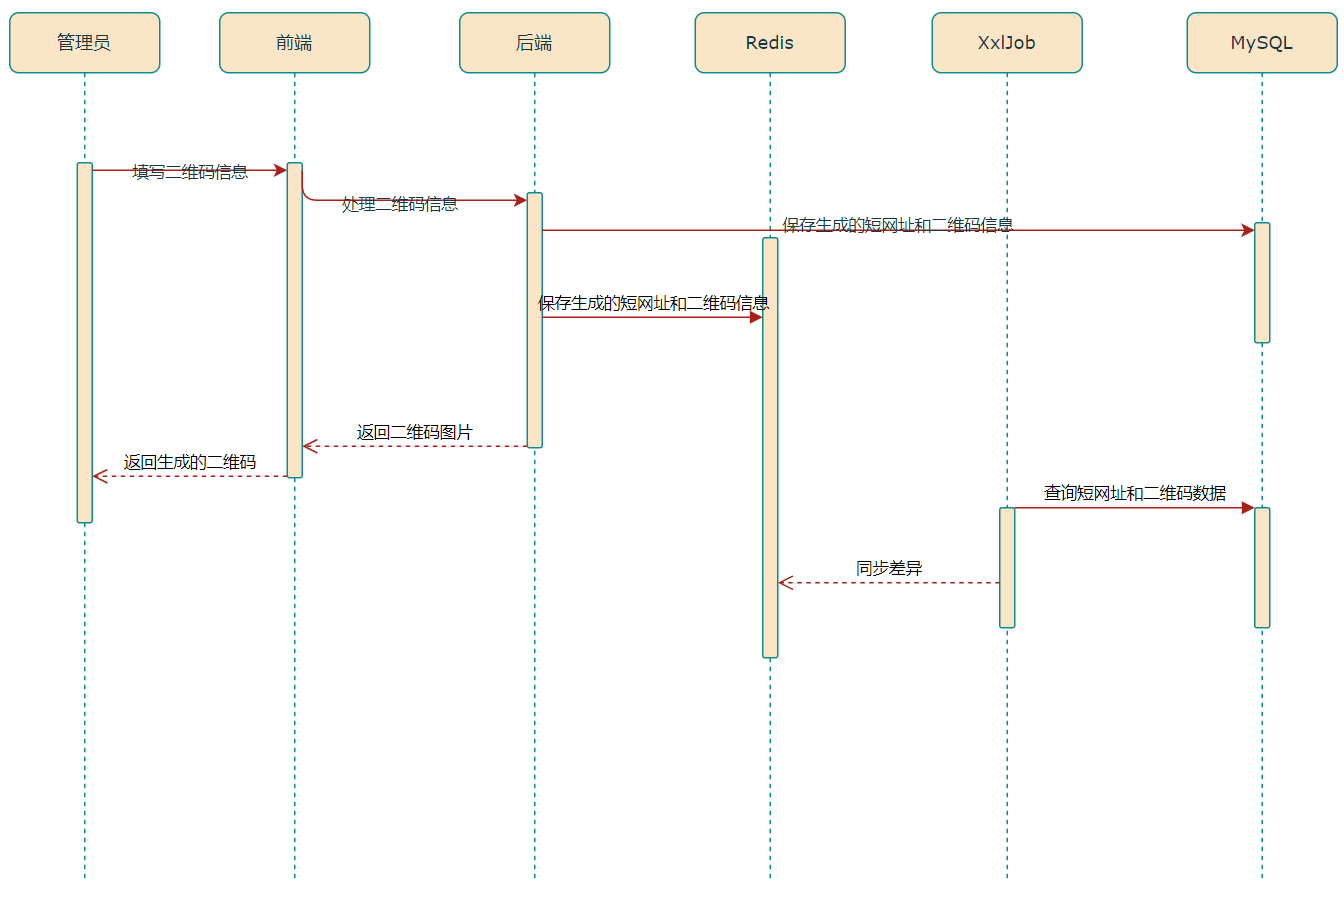 管理员
前端
后端
Redis
XxlJob
MySQL
填写二维码信息
处理二维码信息
保存生成的短网址和二维码信息
保存生成的短网址和二维码信息
返回二维码图片
返回生成的二维码
查询短网址和二维码数据
同步差异